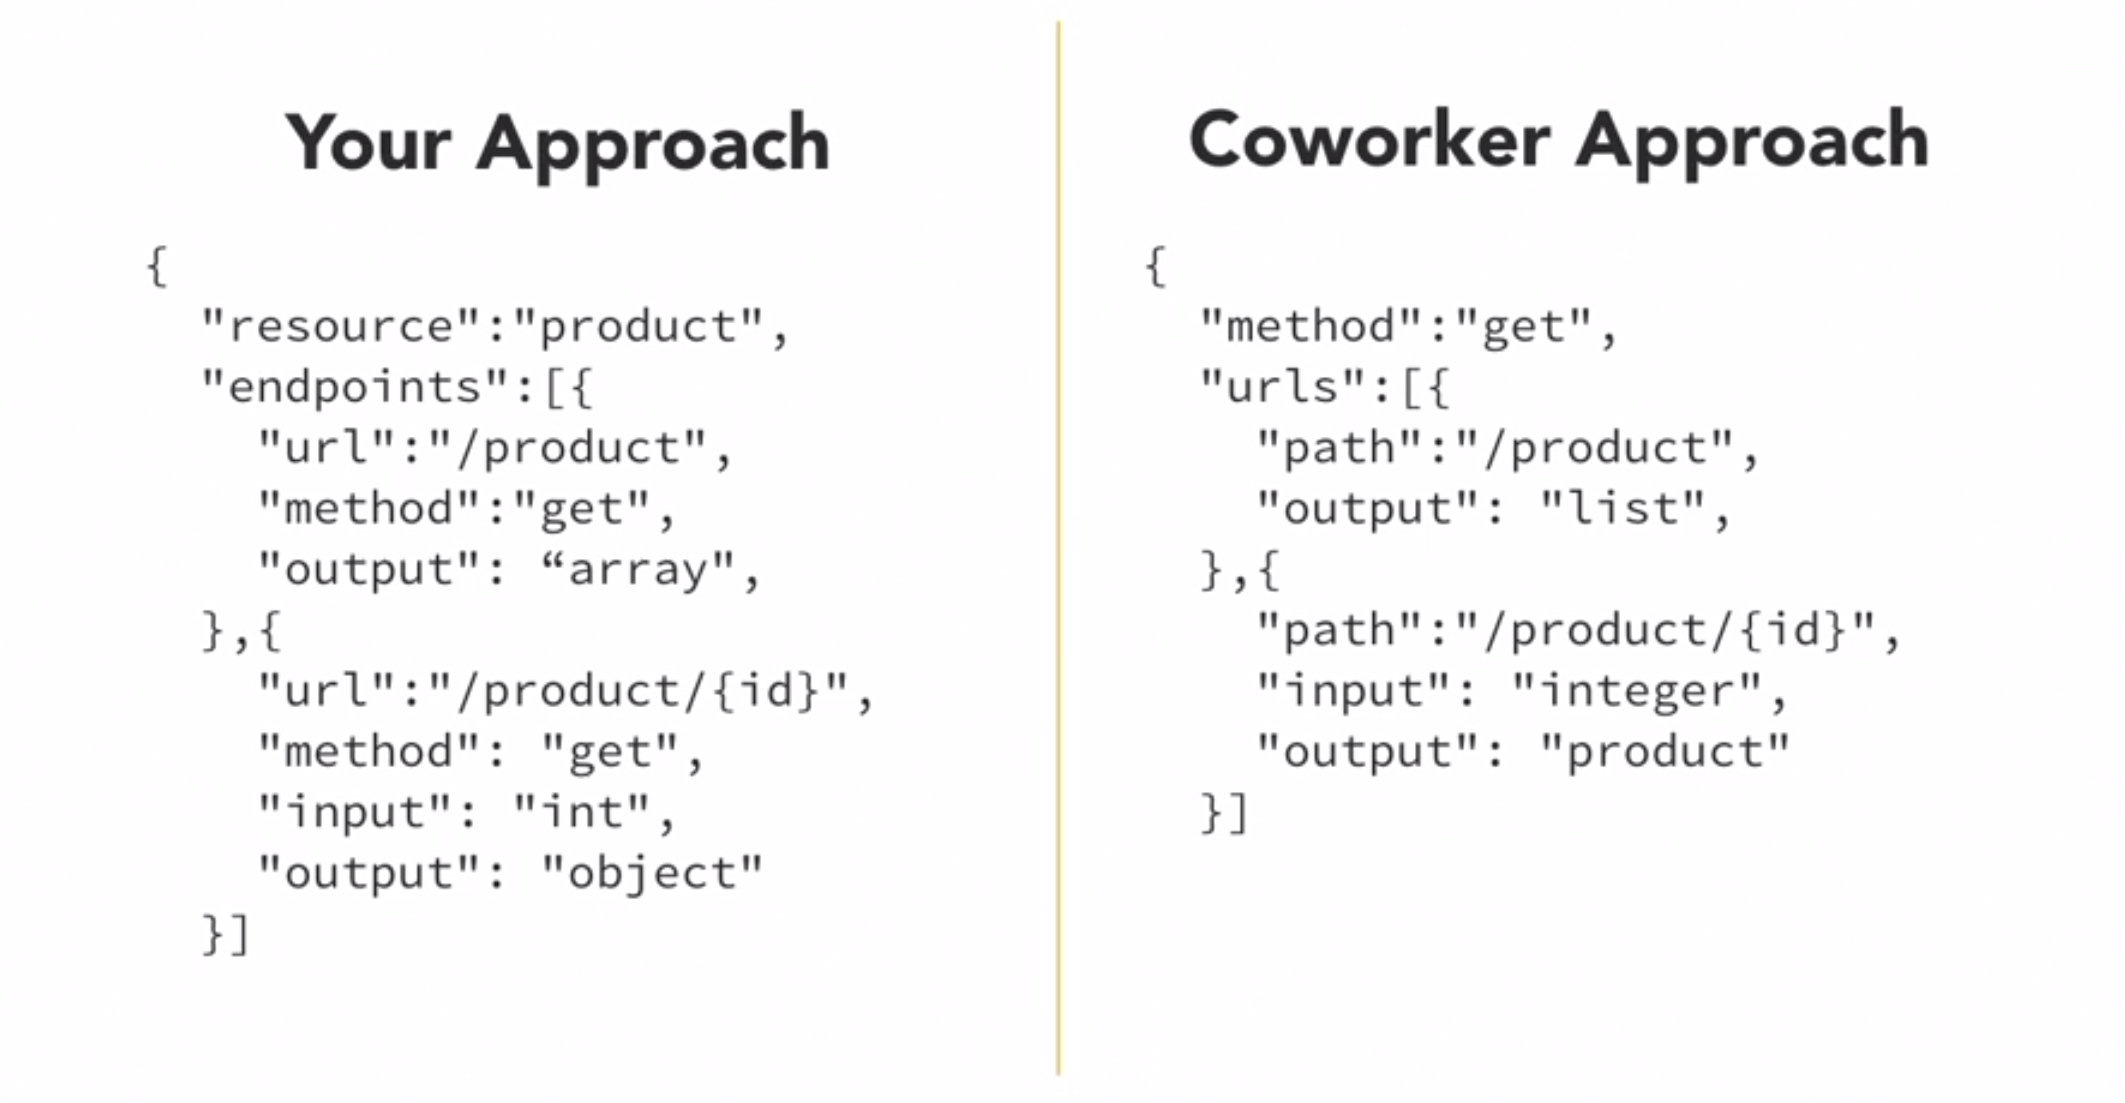 Your Approach
{
"resource":"product",
"endpoints":[{
"url":"/product",
"method":"get",
"output": “array",
},{
"url":"/product/{id}",
"method": "get",
"input": "int",
"output": "object"
}]
Coworker Approach
{
"method":"get",
"urls":[{
"path":"/product",
"output": "list",
},{
"path":"/product/{id}",
"input": "integer",
"output": "product"
}]